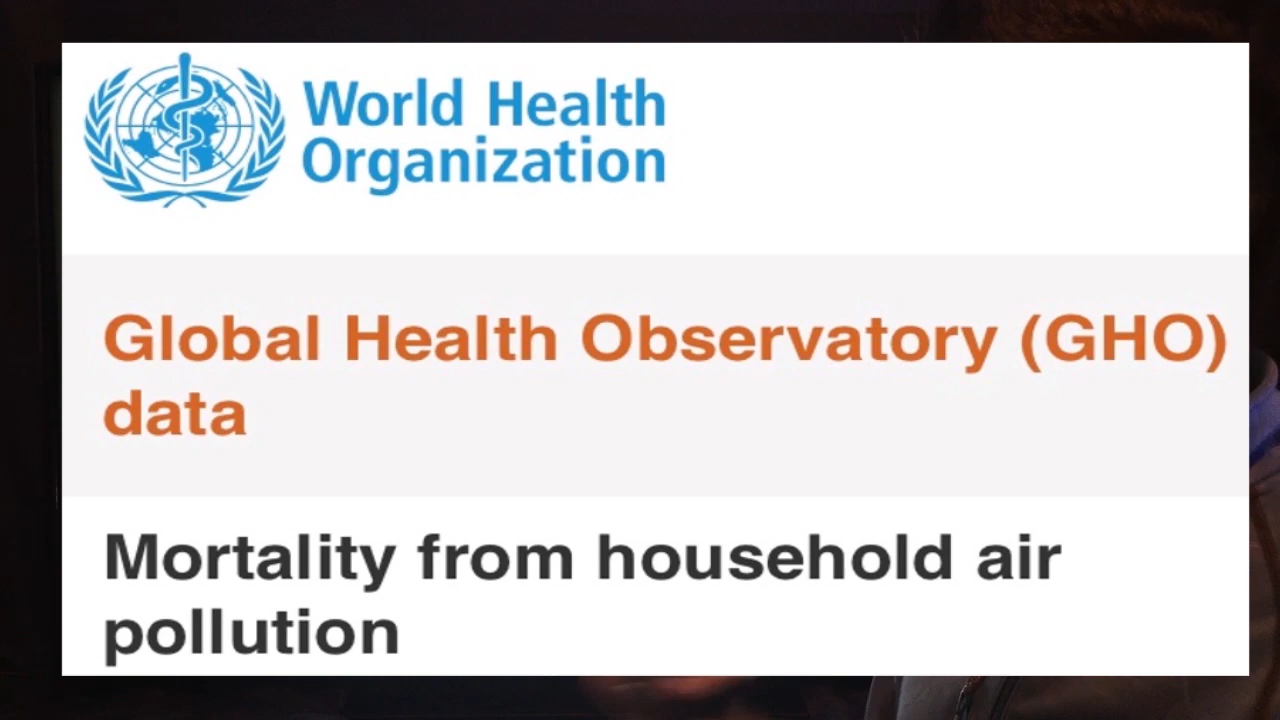 World Health
Organization
Global Health Observatory (GHO)
data
Mortality from household air
pollution